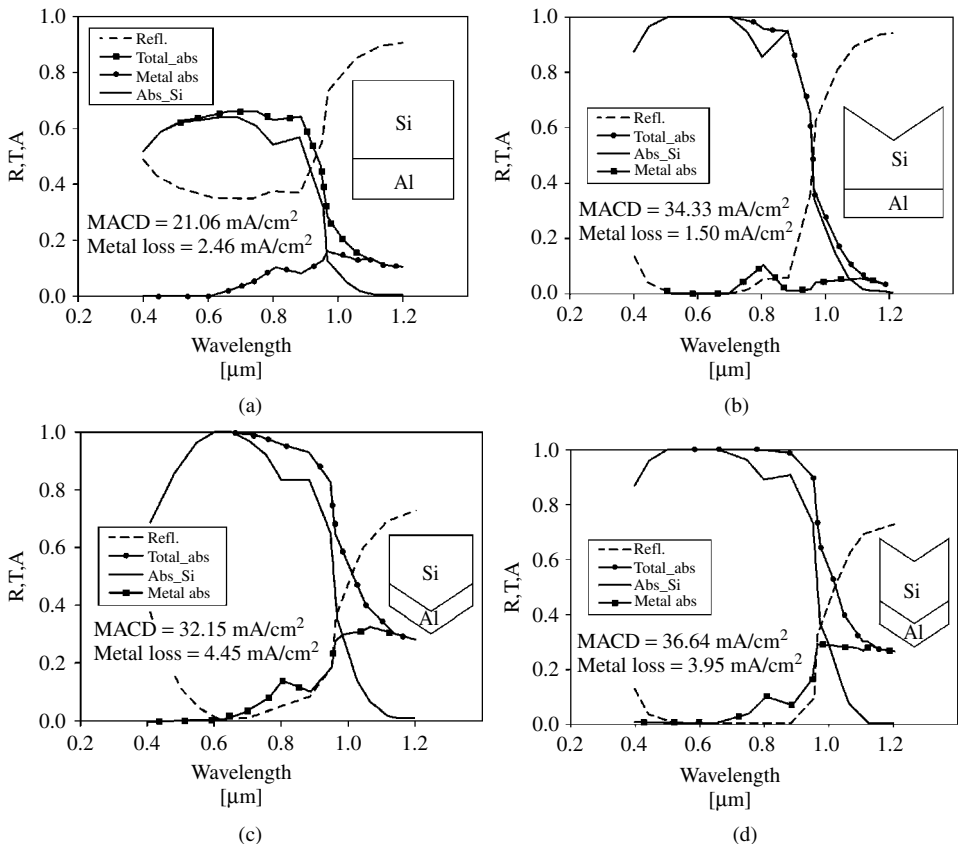 (a)
R,T,A
1.0
0.8
0.6
0.4
0.2
0.0
Refl.
Total_abs
Metal abs
Abs_Si
Si
Al
MACD = 21.06 mA/cm²
Metal loss = 2.46 mA/cm²
0.2 0.4 0.6 0.8 1.0 1.2
Wavelength
[μm]
(b)
R,T,A
1.0
0.8
0.6
0.4
0.2
0.0
Refl.
Total_abs
Abs_Si
Metal abs
Si
Al
MACD = 34.33 mA/cm²
Metal loss = 1.50 mA/cm²
0.2 0.4 0.6 0.8 1.0 1.2
Wavelength
[μm]
(c)
R,T,A
1.0
0.8
0.6
0.4
0.2
0.0
Refl.
Total_abs
Abs_Si
Metal abs
Si
Al
MACD = 32.15 mA/cm²
Metal loss = 4.45 mA/cm²
0.2 0.4 0.6 0.8 1.0 1.2
Wavelength
[μm]
(d)
R,T,A
1.0
0.8
0.6
0.4
0.2
0.0
Refl.
Total_abs
Abs_Si
Metal abs
Si
Al
MACD = 36.64 mA/cm²
Metal loss = 3.95 mA/cm²
0.2 0.4 0.6 0.8 1.0 1.2
Wavelength
[μm]